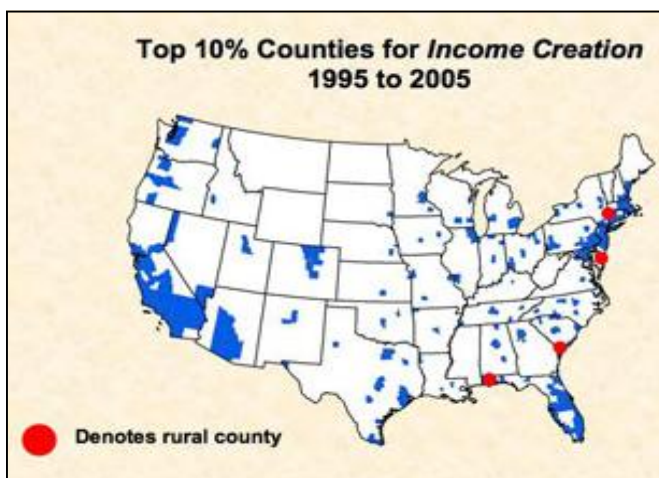 Top 10% Counties for Income Creation
1995 to 2005
Denotes rural county